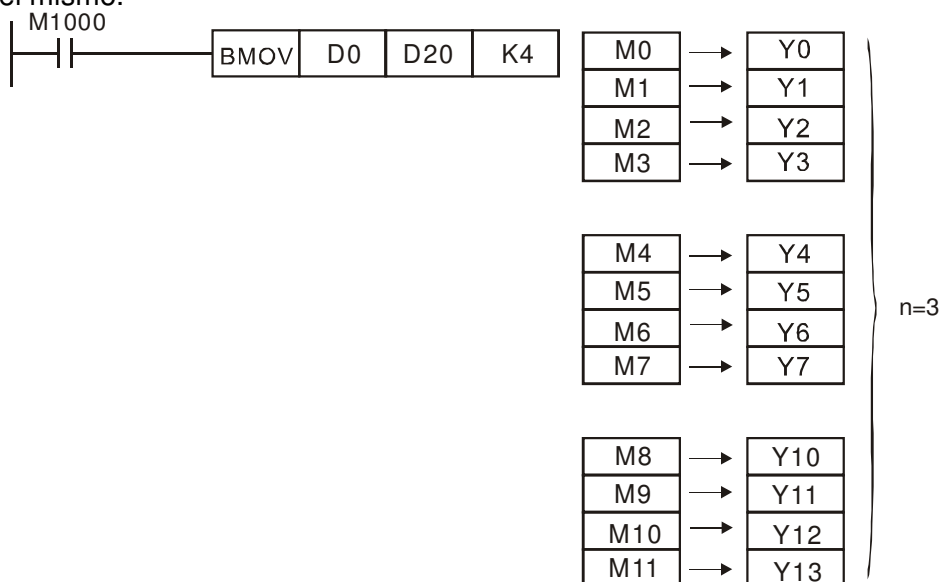 el mismo.
M1000
BMOV D0 D20 K4
M0 Y0
M1 Y1
M2 Y2
M3 Y3
M4 Y4
M5 Y5
M6 Y6
M7 Y7
n=3
M8 Y10
M9 Y11
M10 Y12
M11 Y13